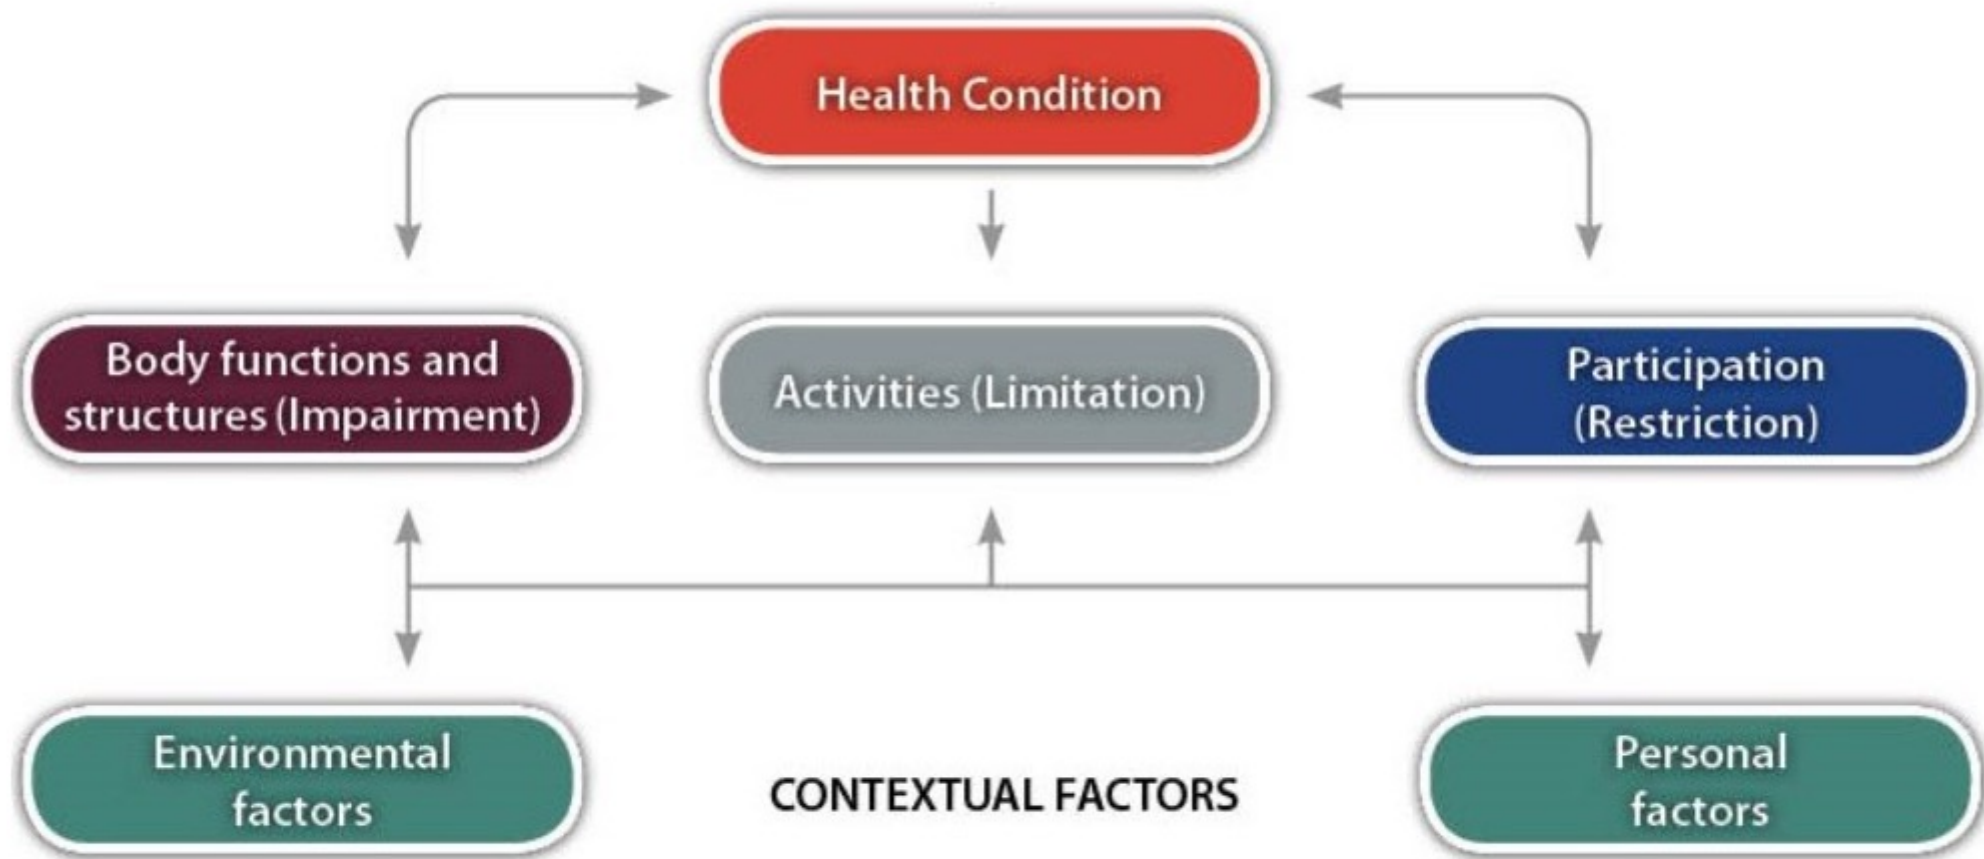 Health Condition
Body functions and
structures (Impairment)
Activities (Limitation)
Participation
(Restriction)
Environmental
factors
CONTEXTUAL FACTORS
Personal
factors